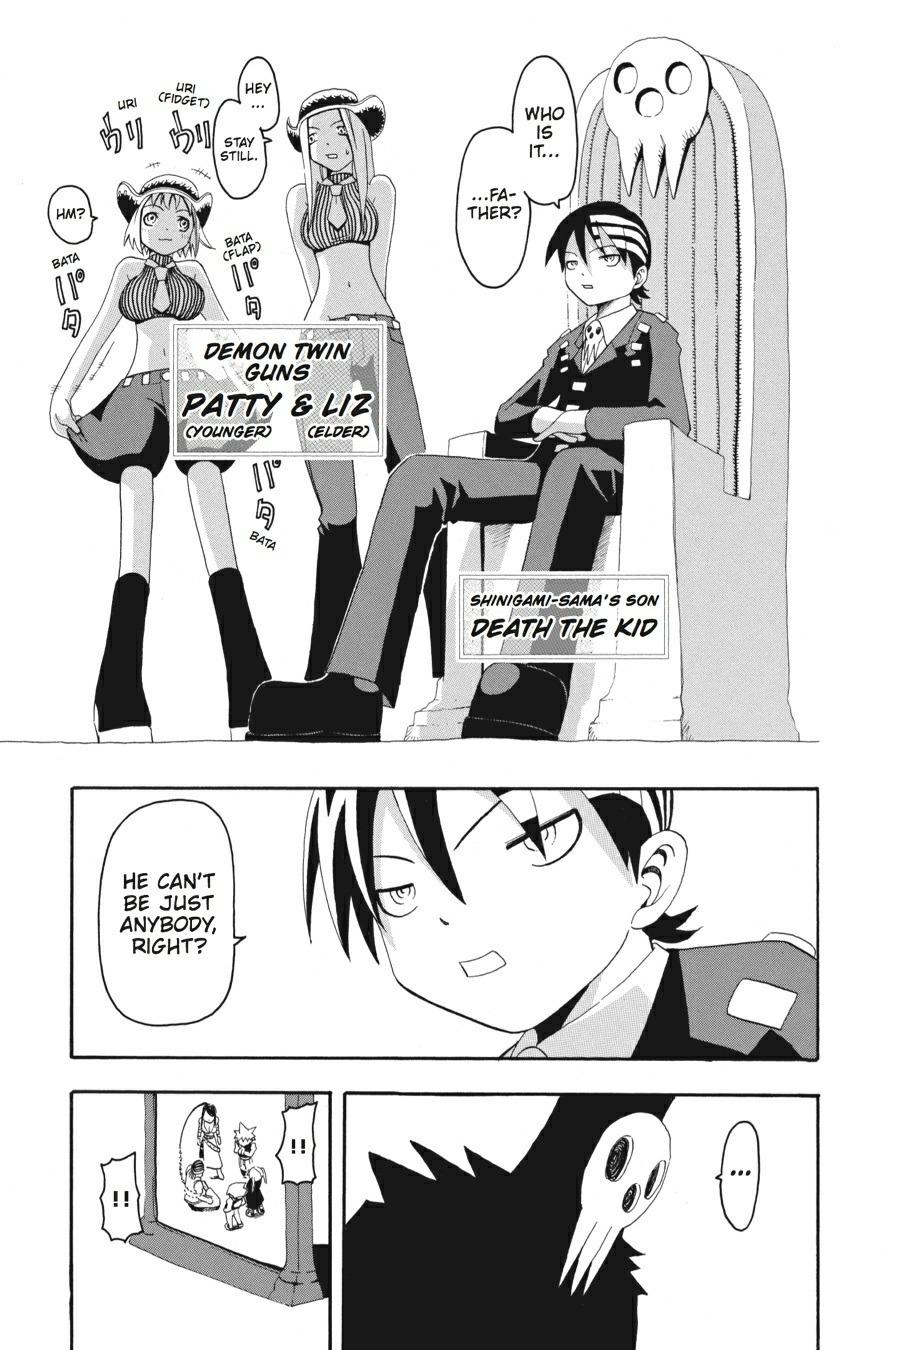 WHO
IS
IT...
...FA-
THER?
HEY
...
STAY
STILL.
URI
(FIDGET)
ウリ
URI
ウリ
HM?
BATA
(FLAP)
パタ
BATA
パタ
パタ
BATA
DEMON TWIN
GUNS
PATTY & LIZ
(YOUNGER) (ELDER)
SHINIGAMI-SAMA'S SON
DEATH THE KID
HE CAN'T
BE JUST
ANYBODY,
RIGHT?
...
!!
!!